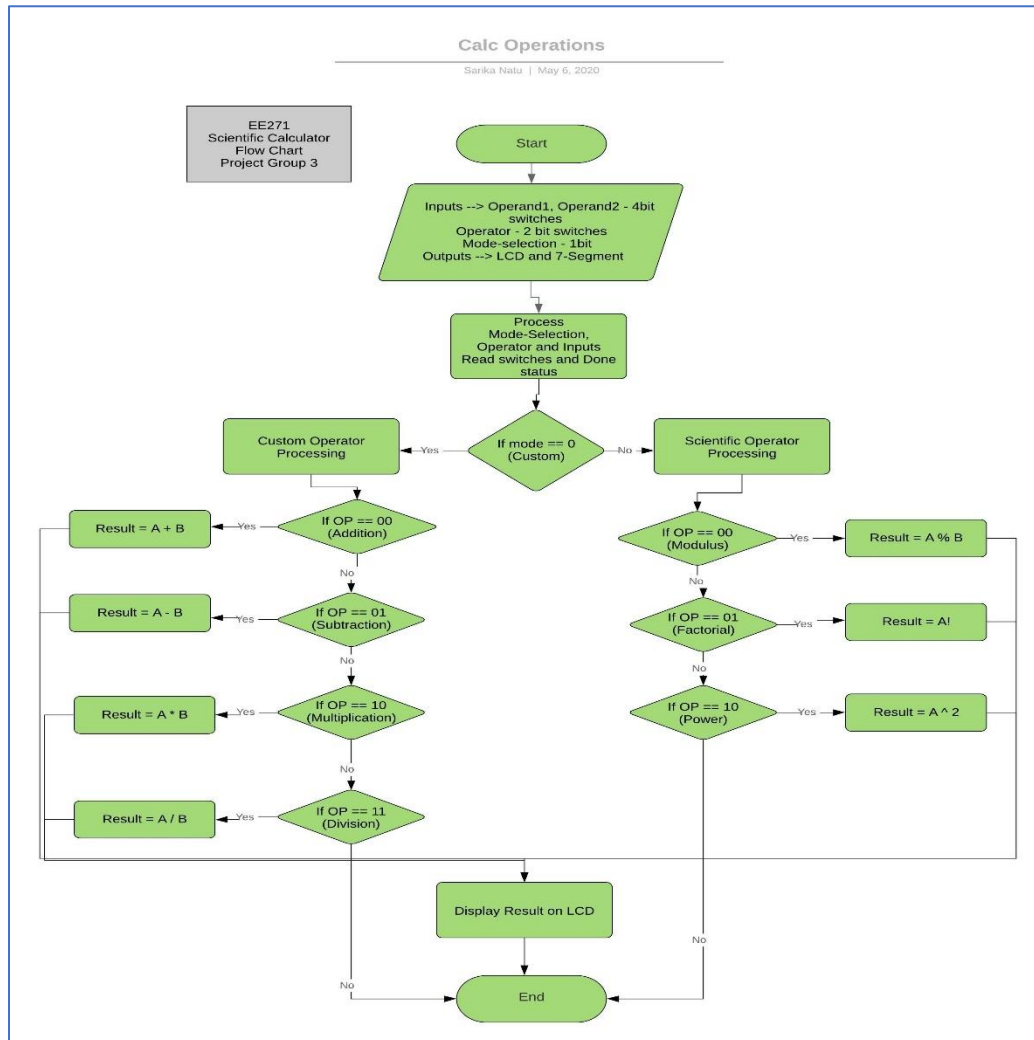 Calc Operations
Sarika Natu | May 6, 2020
EE271
Scientific Calculator
Flow Chart
Project Group 3
Start
Inputs --> Operand1, Operand2 - 4bit
switches
Operator - 2 bit switches
Mode-selection - 1bit
Outputs --> LCD and 7-Segment
Process
Mode-Selection,
Operator and Inputs
Read switches and Done
status
Custom Operator
Processing
Yes
If mode == 0
(Custom)
No
Scientific Operator
Processing
Result = A + B
Yes
If OP == 00
(Addition)
If OP == 00
(Modulus)
Yes
Result = A % B
No
No
Result = A - B
Yes
If OP == 01
(Subtraction)
If OP == 01
(Factorial)
Yes
Result = A!
No
No
Result = A * B
Yes
If OP == 10
(Multiplication)
If OP == 10
(Power)
Yes
Result = A ^ 2
No
Result = A / B
Yes
If OP == 11
(Division)
Display Result on LCD
No
No
End